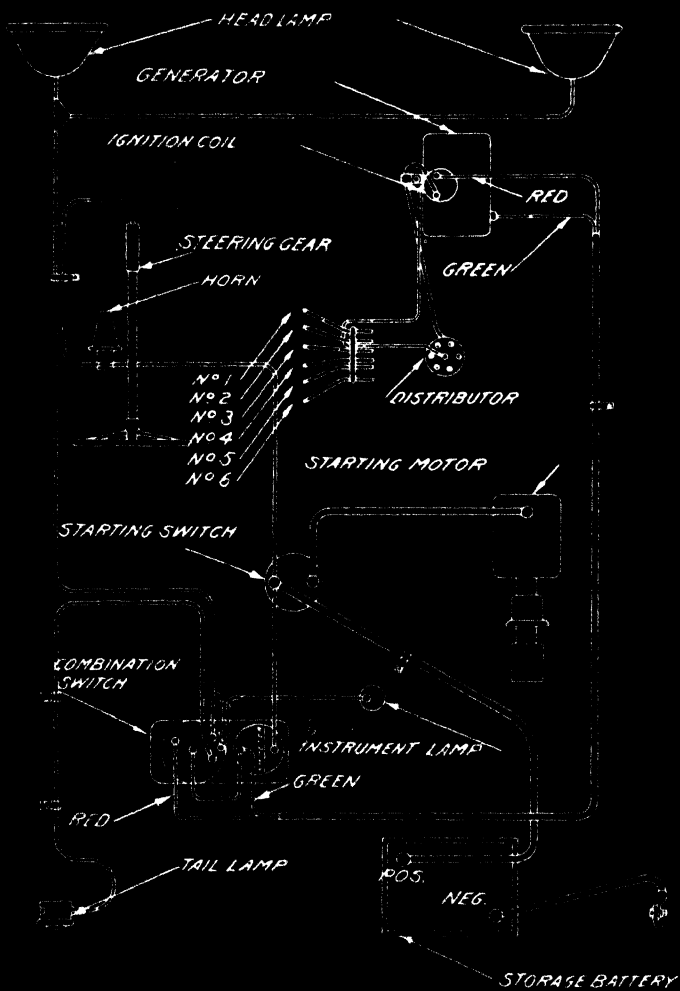 HEAD LAMP
GENERATOR
IGNITION COIL
RED
STEERING GEAR
GREEN
HORN
No 1
No 2
No 3
No 4
No 5
No 6
DISTRIBUTOR
STARTING MOTOR
STARTING SWITCH
COMBINATION
SWITCH
INSTRUMENT LAMP
GREEN
RED
TAIL LAMP
POS.
NEG.
STORAGE BATTERY